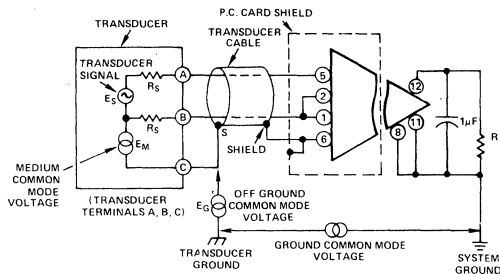 P.C. CARD SHIELD
TRANSDUCER
TRANSDUCER
CABLE
TRANSDUCER
SIGNAL
RS
A
5
12
ES
2
RS
B
1
11
1μF
EM
S
6
8
R
SHIELD
MEDIUM
COMMON
MODE
VOLTAGE
C
(TRANSDUCER
TERMINALS A, B, C)
EG
OFF GROUND
COMMON MODE
VOLTAGE
TRANSDUCER
GROUND
GROUND COMMON MODE
VOLTAGE
SYSTEM
GROUND